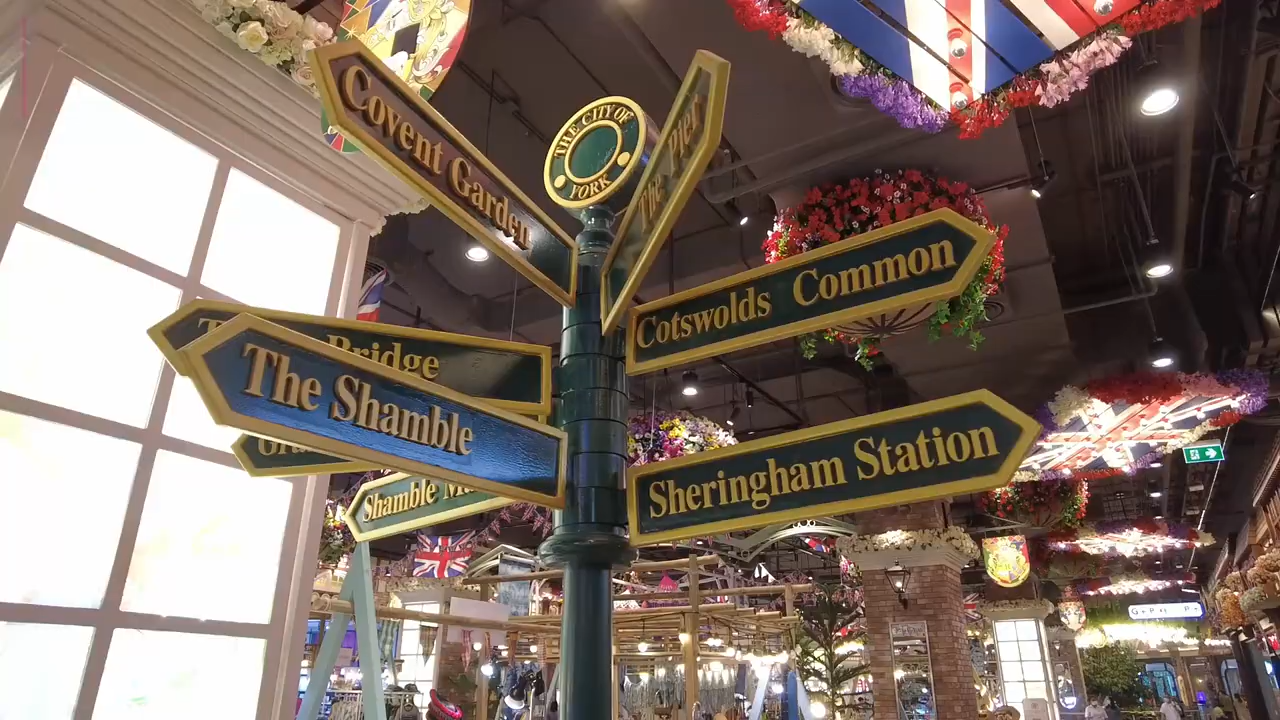 THE CITY OF
YORK
Covent Garden
The Pier
Cotswolds Common
Bridge
The Shamble
Shamble
Sheringham Station